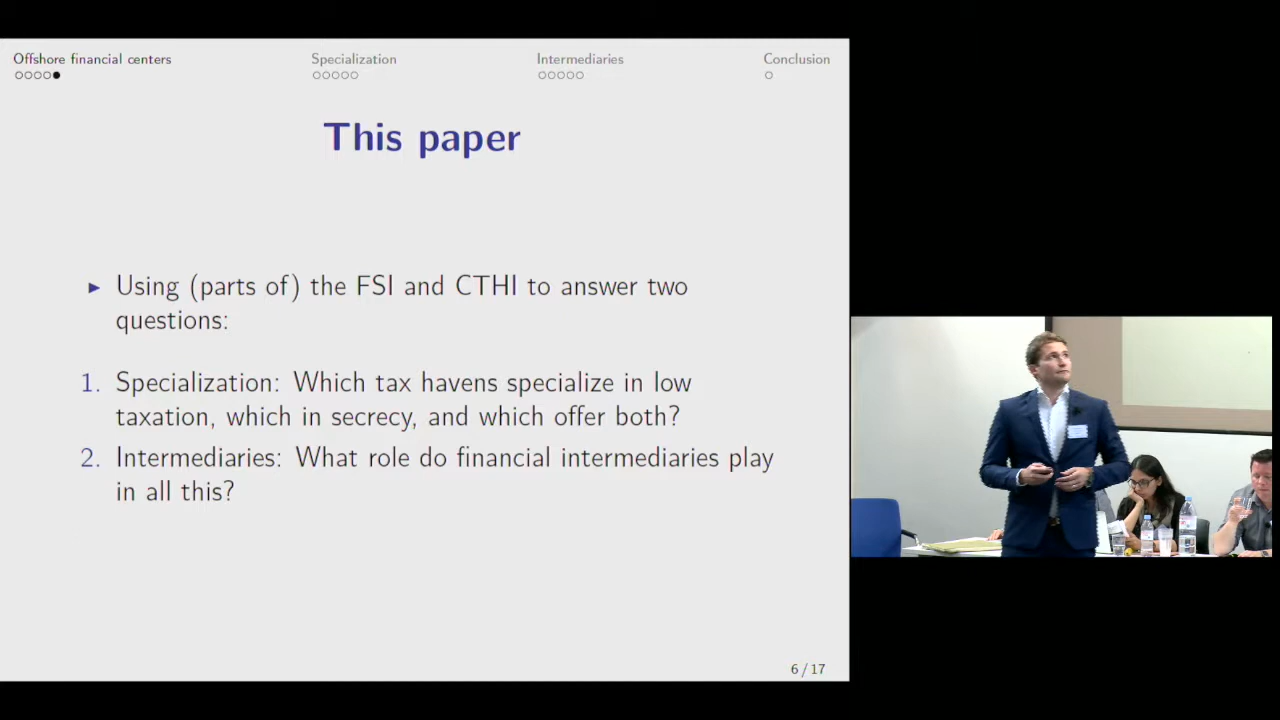 Offshore financial centers
Specialization
Intermediaries
Conclusion
This paper
▶ Using (parts of) the FSI and CTHI to answer two
questions:
1. Specialization: Which tax havens specialize in low
taxation, which in secrecy, and which offer both?
2. Intermediaries: What role do financial intermediaries play
in all this?
6 / 17